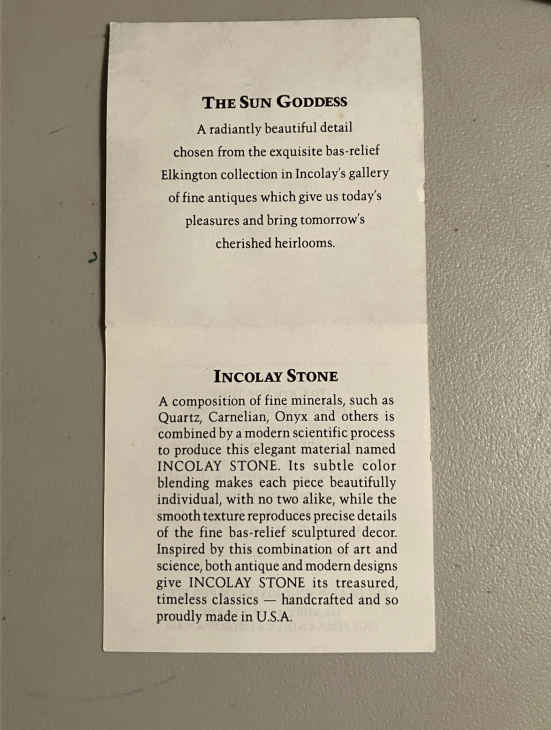 THE SUN GODDESS
A radiantly beautiful detail
chosen from the exquisite bas-relief
Elkington collection in Incolay's gallery
of fine antiques which give us today's
pleasures and bring tomorrow's
cherished heirlooms.
INCOLAY STONE
A composition of fine minerals, such as
Quartz, Carnelian, Onyx and others is
combined by a modern scientific process
to produce this elegant material named
INCOLAY STONE. Its subtle color
blending makes each piece beautifully
individual, with no two alike, while the
smooth texture reproduces precise details
of the fine bas-relief sculptured decor.
Inspired by this combination of art and
science, both antique and modern designs
give INCOLAY STONE its treasured,
timeless classics — handcrafted and so
proudly made in U.S.A.